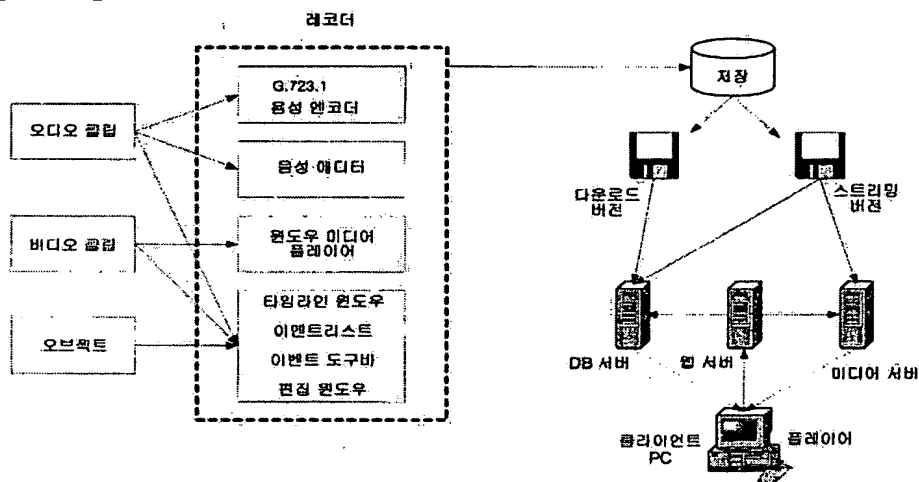 레코더
저장
G.723.1
음성 엔코더
오디오 클립
음성 에디터
다운로드
버전
스트리밍
버전
비디오 클립
윈도우 미디어
플레이어
타임라인 윈도우
이벤트리스트
이벤트 도구바
편집 윈도우
오브젝트
DB 서버
웹 서버
미디어 서버
클라이언트
PC
플레이어